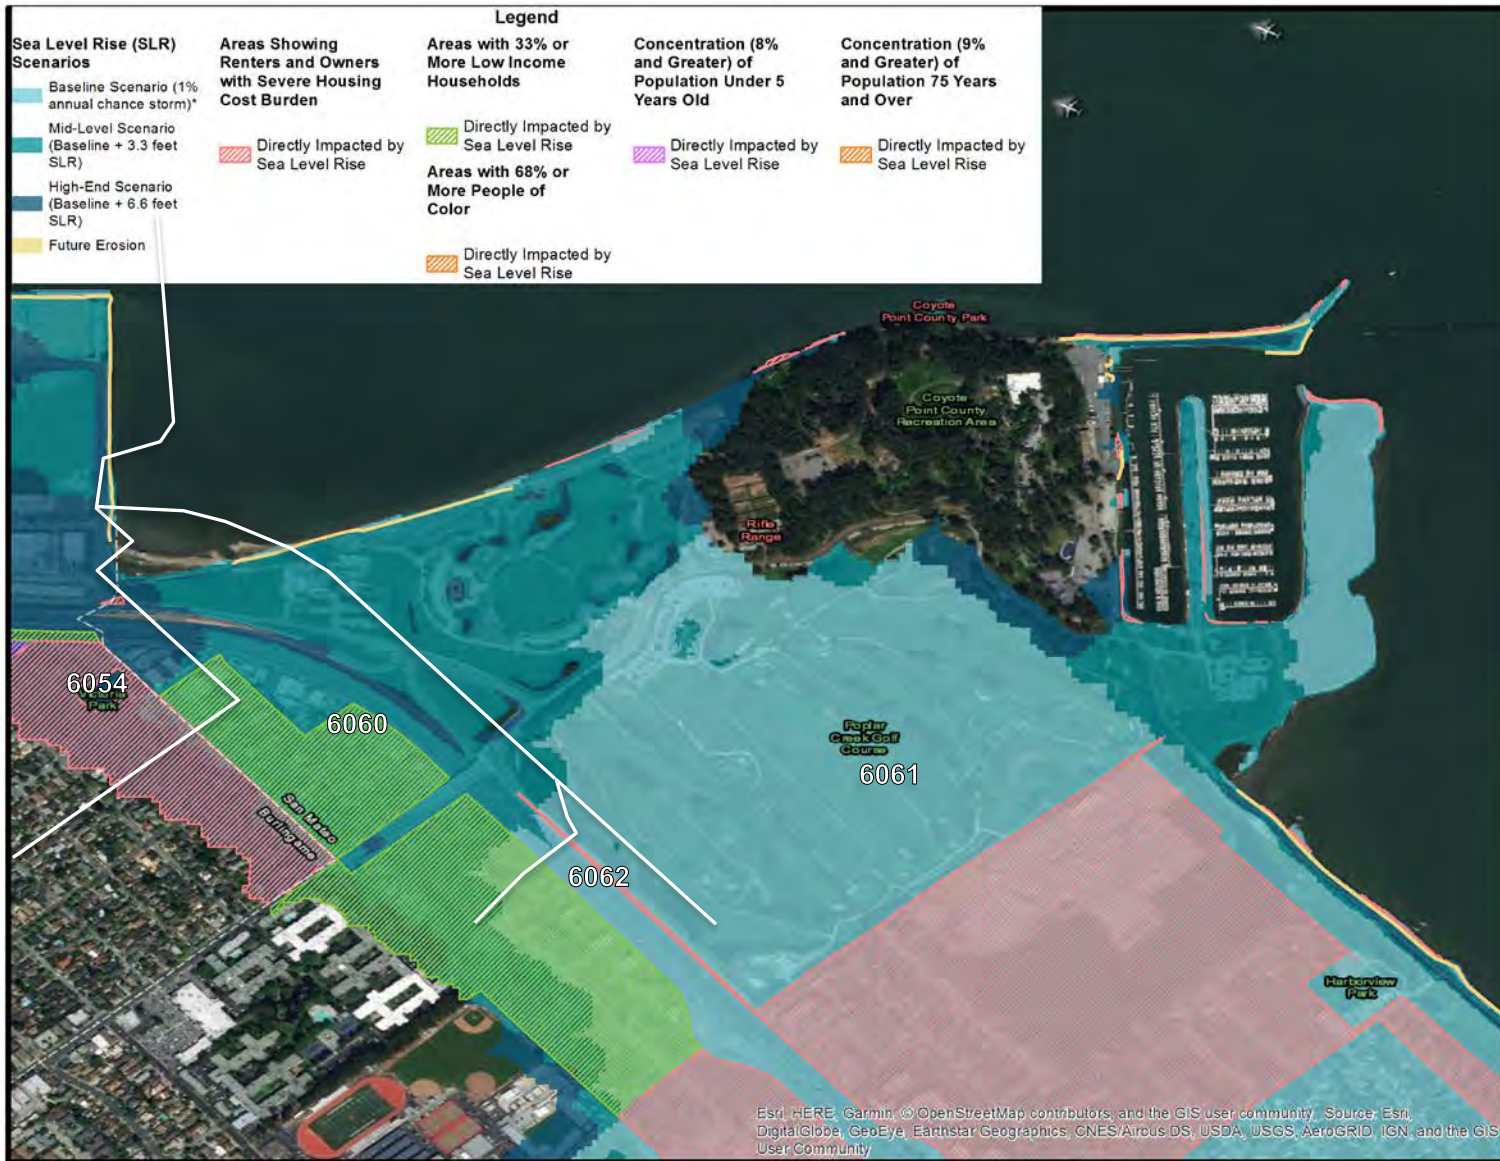 Legend
Sea Level Rise (SLR)
Scenarios
Baseline Scenario (1%
annual chance storm)*
Mid-Level Scenario
(Baseline + 3.3 feet
SLR)
High-End Scenario
(Baseline + 6.6 feet
SLR)
Future Erosion
Areas Showing
Renters and Owners
with Severe Housing
Cost Burden
Directly Impacted by
Sea Level Rise
Areas with 33% or
More Low Income
Households
Directly Impacted by
Sea Level Rise
Areas with 68% or
More People of
Color
Directly Impacted by
Sea Level Rise
Concentration (8%
and Greater) of
Population Under 5
Years Old
Directly Impacted by
Sea Level Rise
Concentration (9%
and Greater) of
Population 75 Years
and Over
Directly Impacted by
Sea Level Rise
Coyote
Point County Park
Coyote
Point County
Recreation Area
Rifle
Range
6054
Victoria
Park
6060
Poplar
Creek Golf
Course
6061
San Mateo
Burlingame
6062
Harborview
Park
Esri, HERE, Garmin, © OpenStreetMap contributors, and the GIS user community, Source: Esri,
DigitalGlobe, GeoEye, Earthstar Geographics, CNES/Airbus DS, USDA, USGS, AeroGRID, IGN, and the GIS
User Community